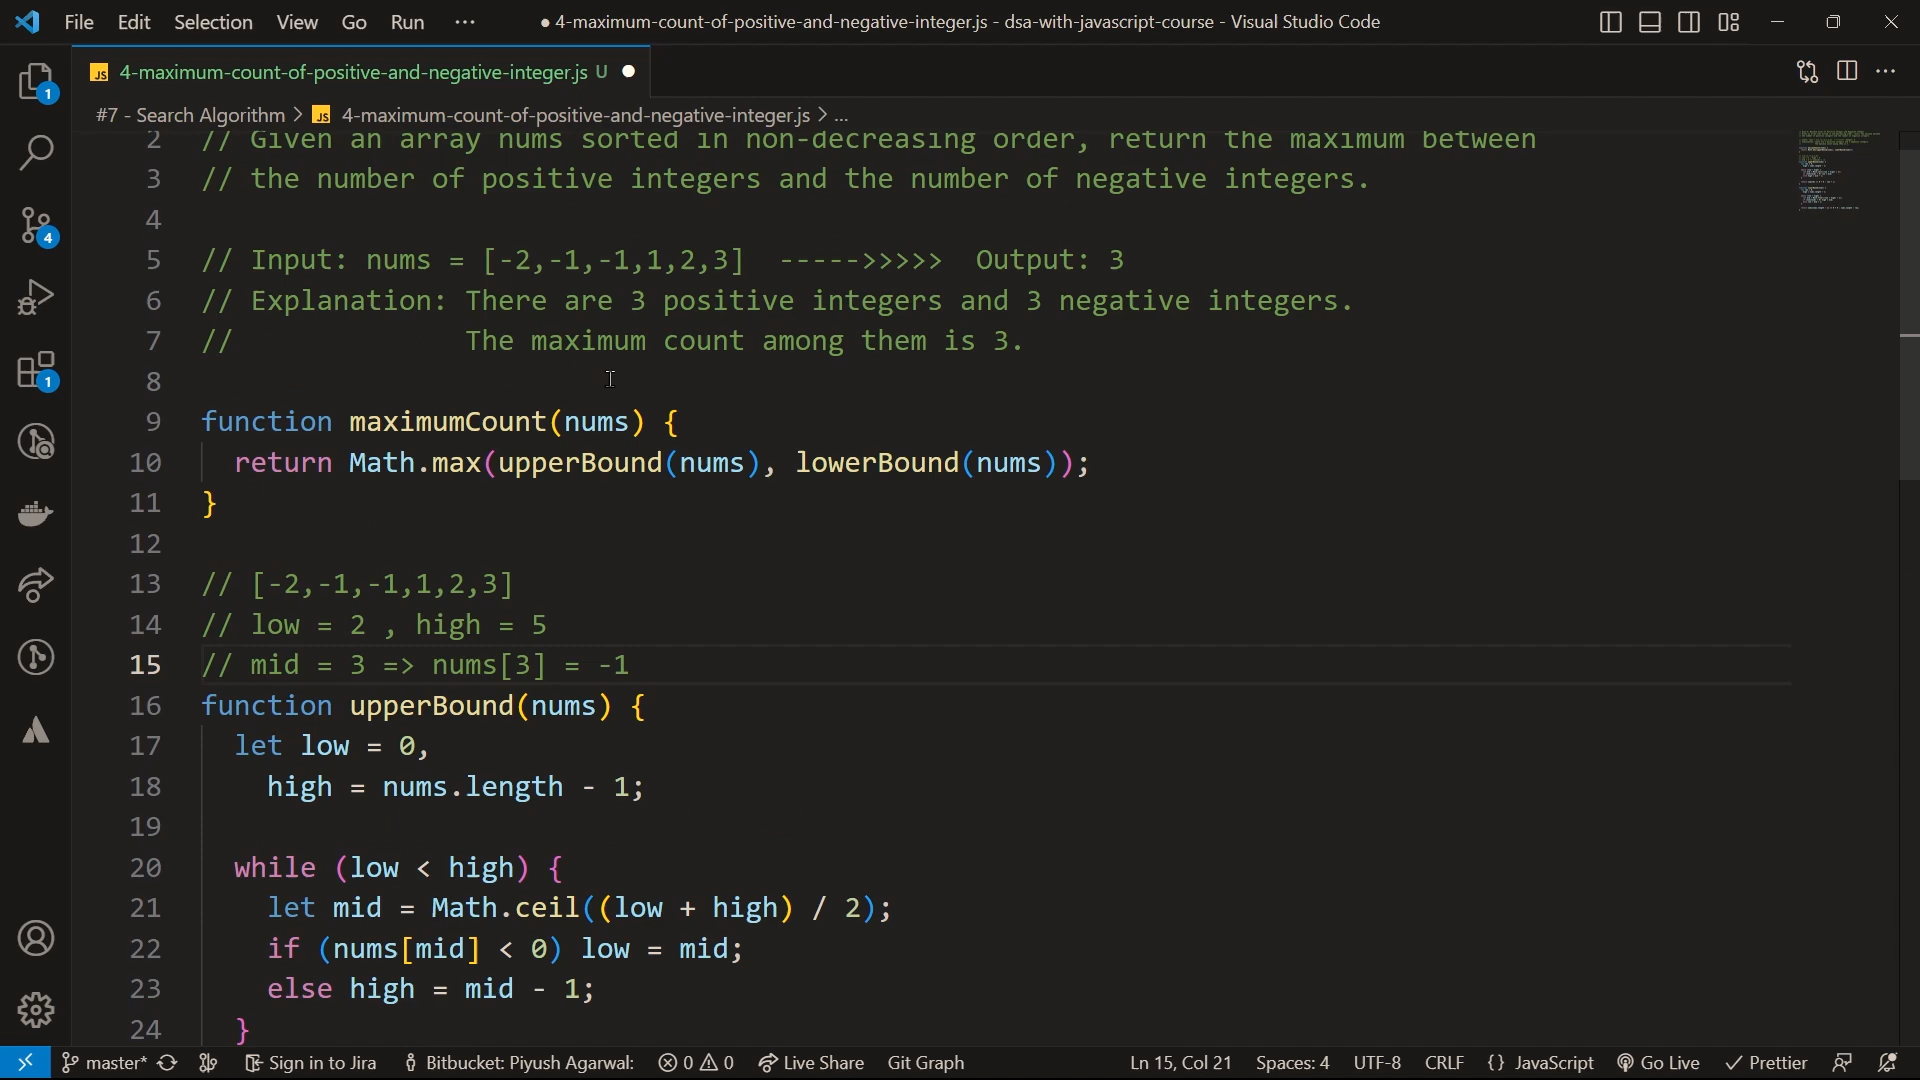 File Edit Selection View Go Run ··· ● 4-maximum-count-of-positive-and-negative-integer.js - dsa-with-javascript-course - Visual Studio Code
JS 4-maximum-count-of-positive-and-negative-integer.js U ●
#7 - Search Algorithm > JS 4-maximum-count-of-positive-and-negative-integer.js > ...
2 // Given an array nums sorted in non-decreasing order, return the maximum between
3 // the number of positive integers and the number of negative integers.
4
5 // Input: nums = [-2,-1,-1,1,2,3]  ----->>>>>  Output: 3
6 // Explanation: There are 3 positive integers and 3 negative integers.
7 //              The maximum count among them is 3.
8
9 function maximumCount(nums) {
10   return Math.max(upperBound(nums), lowerBound(nums));
11 }
12
13 // [-2,-1,-1,1,2,3]
14 // low = 2 , high = 5
15 // mid = 3 => nums[3] = -1
16 function upperBound(nums) {
17   let low = 0,
18     high = nums.length - 1;
19
20   while (low < high) {
21     let mid = Math.ceil((low + high) / 2);
22     if (nums[mid] < 0) low = mid;
23     else high = mid - 1;
24   }
1
4
1
master* Sign in to Jira Bitbucket: Piyush Agarwal: 0 0 Live Share Git Graph Ln 15, Col 21 Spaces: 4 UTF-8 CRLF {} JavaScript Go Live Prettier